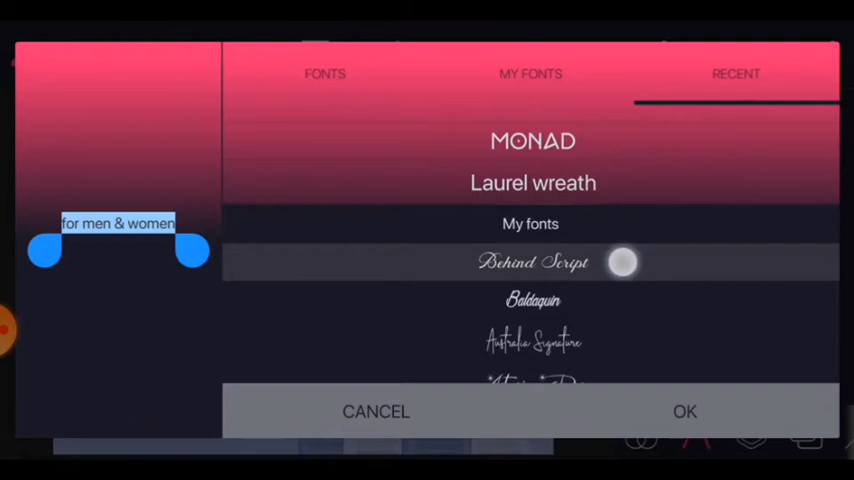 FONTS
MY FONTS
RECENT
MONAD
Laurel wreath
for men & women
My fonts
Behind Script
Baldaquin
Australia Signature
CANCEL
OK